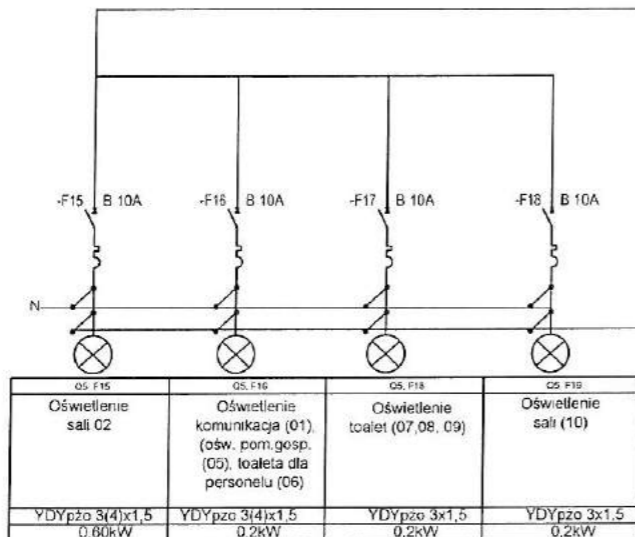 -F15 B 10A -F16 B 10A -F17 B 10A -F18 B 10A
N
Q5, F15 Q5, F16 Q5, F18 Q5, F19
Oświetlenie
sali 02
Oświetlenie
komunikacja (01),
(ośw. pom.gosp.
(05), toaleta dla
personelu (06)
Oświetlenie
toalet (07,08, 09)
Oświetlenie
sali (10)
YDYpżo 3(4)x1,5 YDYpżo 3(4)x1,5 YDYpżo 3x1,5 YDYpżo 3x1,5
0.60kW 0.2kW 0.2kW 0.2kW